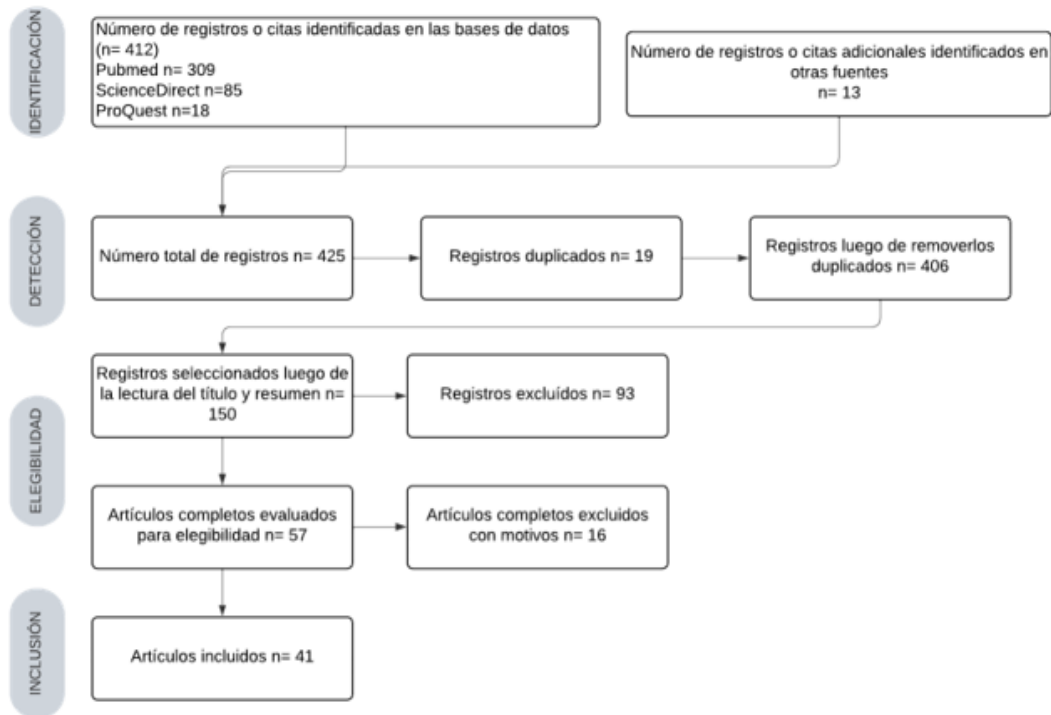 IDENTIFICACIÓN
Número de registros o citas identificadas en las bases de datos
(n= 412)
Pubmed n= 309
ScienceDirect n=85
ProQuest n=18
Número de registros o citas adicionales identificados en
otras fuentes
n= 13
DETECCIÓN
Número total de registros n= 425
Registros duplicados n= 19
Registros luego de removerlos
duplicados n= 406
ELEGIBILIDAD
Registros seleccionados luego de
la lectura del título y resumen n=
150
Registros excluídos n= 93
Artículos completos evaluados
para elegibilidad n= 57
Artículos completos excluidos
con motivos n= 16
INCLUSIÓN
Artículos incluidos n= 41